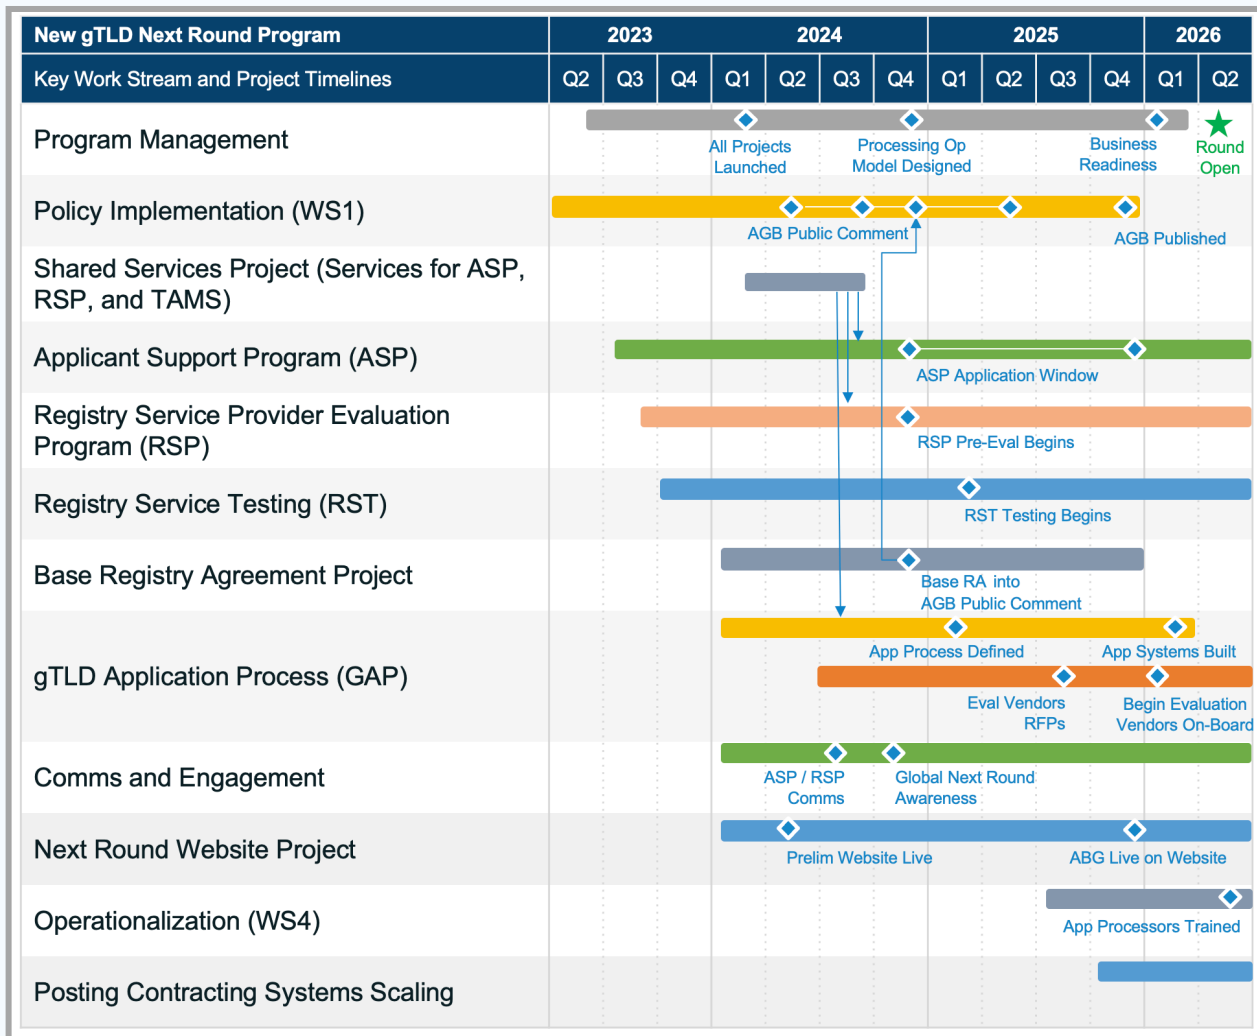 New gTLD Next Round Program 2023 2024 2025 2026
Key Work Stream and Project Timelines Q2 Q3 Q4 Q1 Q2 Q3 Q4 Q1 Q2 Q3 Q4 Q1 Q2
Program Management
All Projects
Launched
Processing Op
Model Designed
Business
Readiness
Round
Open
Policy Implementation (WS1)
AGB Public Comment
AGB Published
Shared Services Project (Services for ASP,
RSP, and TAMS)
Applicant Support Program (ASP)
ASP Application Window
Registry Service Provider Evaluation
Program (RSP)
RSP Pre-Eval Begins
Registry Service Testing (RST)
RST Testing Begins
Base Registry Agreement Project
Base RA into
AGB Public Comment
gTLD Application Process (GAP)
App Process Defined
App Systems Built
Eval Vendors
RFPs
Begin Evaluation
Vendors On-Board
Comms and Engagement
ASP / RSP
Comms
Global Next Round
Awareness
Next Round Website Project
Prelim Website Live
ABG Live on Website
Operationalization (WS4)
App Processors Trained
Posting Contracting Systems Scaling